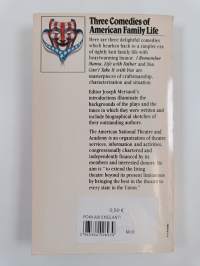 Three Comedies of
American Family Life
Here are three delightful comedies
which hearken back to a simpler era
of tightly knit family life with
heartwarming humor. I Remember
Mama, Life with Father and You
Can't Take It with You are
masterpieces of craftsmanship,
characterization and situation.
Editor Joseph Mersand's
introductions illuminate the
backgrounds of the plays and the
times in which they were written and
include biographical sketches of
their outstanding authors.
The American National Theatre and
Academy is an organization of theatre
services, information and activities,
congressionally chartered and
independently financed by its
members and interested donors. Its
aim is "to extend the living
theatre beyond its present limitations
by bringing the best in the theatre to
every state in the Union."